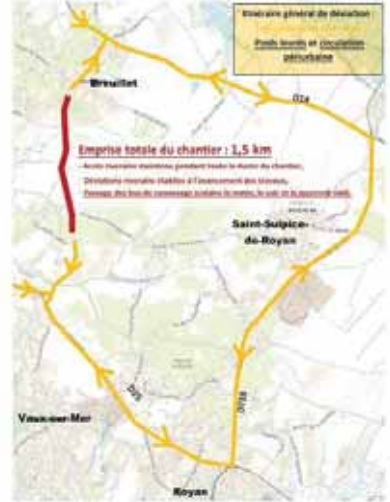 Itinéraire général de déviation
Poids lourds et circulation
périurbaine
Breuillet
D14
Emprise totale du chantier : 1,5 km
- Accès riverains maintenus pendant toute la durée du chantier,
Déviations riveraine établies à l'avancement des travaux,
Passage des bus de ramassage scolaire le matin, le soir et le mercredi midi.
Saint-Sulpice-
de-Royan
D25
Vaux-sur-Mer
Royan